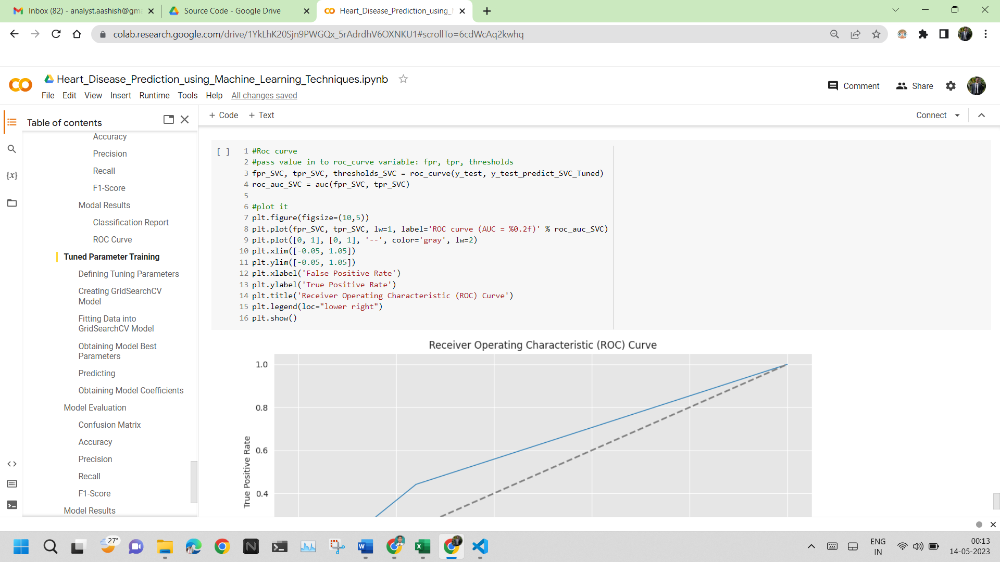 Inbox (82) - analyst.aashish@gm
Source Code - Google Drive
Heart_Disease_Prediction_using_
colab.research.google.com/drive/1YkLhK20Sjn9PWGQx_5rAdrdhV6OXNKU1#scrollTo=6cdWcAq2kwhq
Heart_Disease_Prediction_using_Machine_Learning_Techniques.ipynb
File Edit View Insert Runtime Tools Help All changes saved
Comment Share
Table of contents
+ Code + Text
Connect
Accuracy
Precision
Recall
F1-Score
Modal Results
Classification Report
ROC Curve
Tuned Parameter Training
Defining Tuning Parameters
Creating GridSearchCV
Model
Fitting Data into
GridSearchCV Model
Obtaining Model Best
Parameters
Predicting
Obtaining Model Coefficients
Model Evaluation
Confusion Matrix
Accuracy
Precision
Recall
F1-Score
Model Results
{x}
[ ]
1 #Roc curve
2 #pass value in to roc_curve variable: fpr, tpr, thresholds
3 fpr_SVC, tpr_SVC, thresholds_SVC = roc_curve(y_test, y_test_predict_SVC_Tuned)
4 roc_auc_SVC = auc(fpr_SVC, tpr_SVC)
5
6 #plot it
7 plt.figure(figsize=(10,5))
8 plt.plot(fpr_SVC, tpr_SVC, lw=1, label='ROC curve (AUC = %0.2f)' % roc_auc_SVC)
9 plt.plot([0, 1], [0, 1], '--', color='gray', lw=2)
10 plt.xlim([-0.05, 1.05])
11 plt.ylim([-0.05, 1.05])
12 plt.xlabel('False Positive Rate')
13 plt.ylabel('True Positive Rate')
14 plt.title('Receiver Operating Characteristic (ROC) Curve')
15 plt.legend(loc="lower right")
16 plt.show()
Receiver Operating Characteristic (ROC) Curve
1.0
0.8
0.6
0.4
True Positive Rate
27°
ENG
IN
00:13
14-05-2023